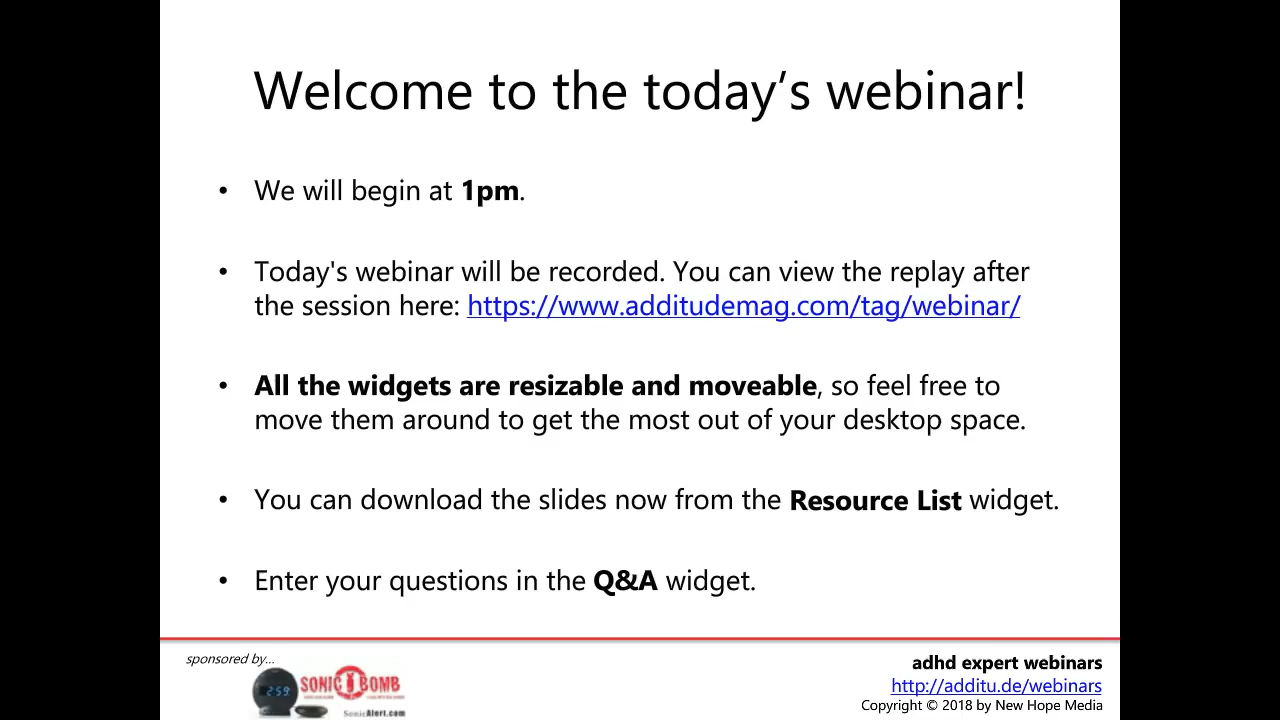 Welcome to the today’s webinar!
• We will begin at 1pm.
• Today's webinar will be recorded. You can view the replay after
the session here: https://www.additudemag.com/tag/webinar/
• All the widgets are resizable and moveable, so feel free to
move them around to get the most out of your desktop space.
• You can download the slides now from the Resource List widget.
• Enter your questions in the Q&A widget.
sponsored by...
2:59
SONIC BOMB
SonicAlert.com
adhd expert webinars
http://additu.de/webinars
Copyright © 2018 by New Hope Media